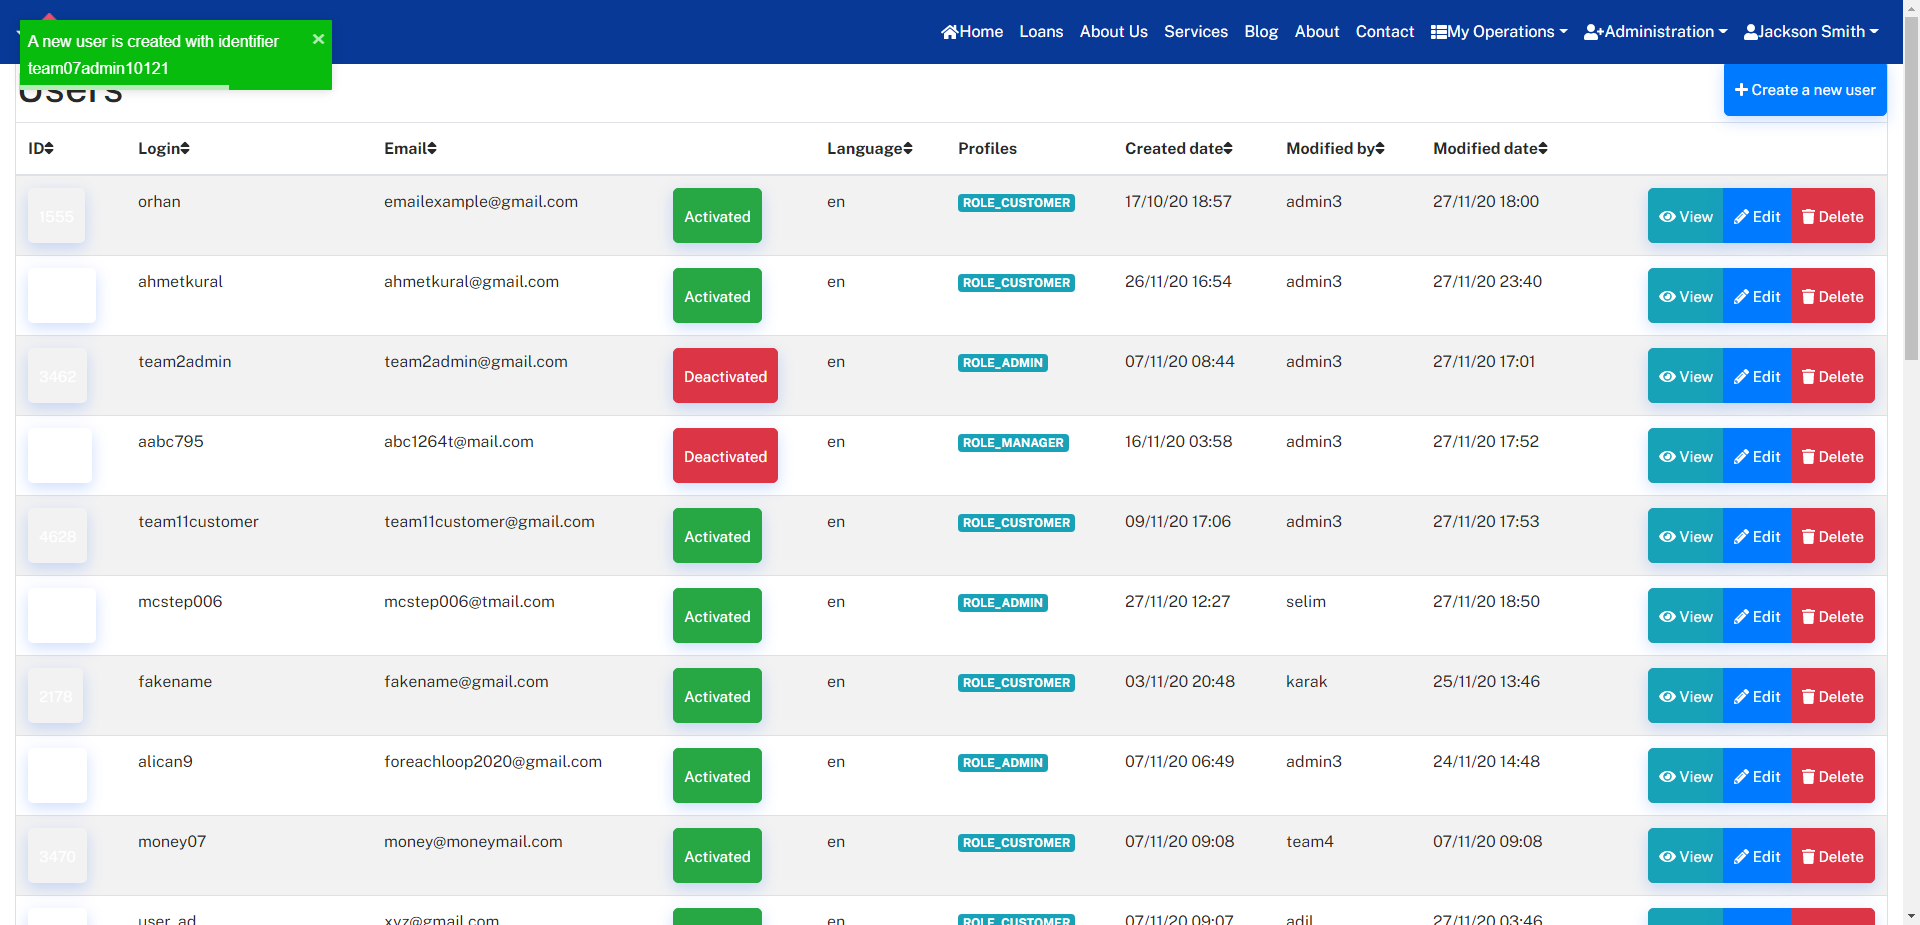 A new user is created with identifier
team07admin10121
Home Loans About Us Services Blog About Contact My Operations Administration Jackson Smith
Users
Create a new user
ID Login Email Language Profiles Created date Modified by Modified date
1555 orhan emailexample@gmail.com Activated en ROLE_CUSTOMER 17/10/20 18:57 admin3 27/11/20 18:00 View Edit Delete
ahmetkural ahmetkural@gmail.com Activated en ROLE_CUSTOMER 26/11/20 16:54 admin3 27/11/20 23:40 View Edit Delete
3462 team2admin team2admin@gmail.com Deactivated en ROLE_ADMIN 07/11/20 08:44 admin3 27/11/20 17:01 View Edit Delete
aabc795 abc1264t@mail.com Deactivated en ROLE_MANAGER 16/11/20 03:58 admin3 27/11/20 17:52 View Edit Delete
4628 team11customer team11customer@gmail.com Activated en ROLE_CUSTOMER 09/11/20 17:06 admin3 27/11/20 17:53 View Edit Delete
mcstep006 mcstep006@tmail.com Activated en ROLE_ADMIN 27/11/20 12:27 selim 27/11/20 18:50 View Edit Delete
2178 fakename fakename@gmail.com Activated en ROLE_CUSTOMER 03/11/20 20:48 karak 25/11/20 13:46 View Edit Delete
alican9 foreachloop2020@gmail.com Activated en ROLE_ADMIN 07/11/20 06:49 admin3 24/11/20 14:48 View Edit Delete
3470 money07 money@moneymail.com Activated en ROLE_CUSTOMER 07/11/20 09:08 team4 07/11/20 09:08 View Edit Delete
user_ad xyz@gmail.com en ROLE_CUSTOMER 07/11/20 09:07 adil 27/11/20 03:46